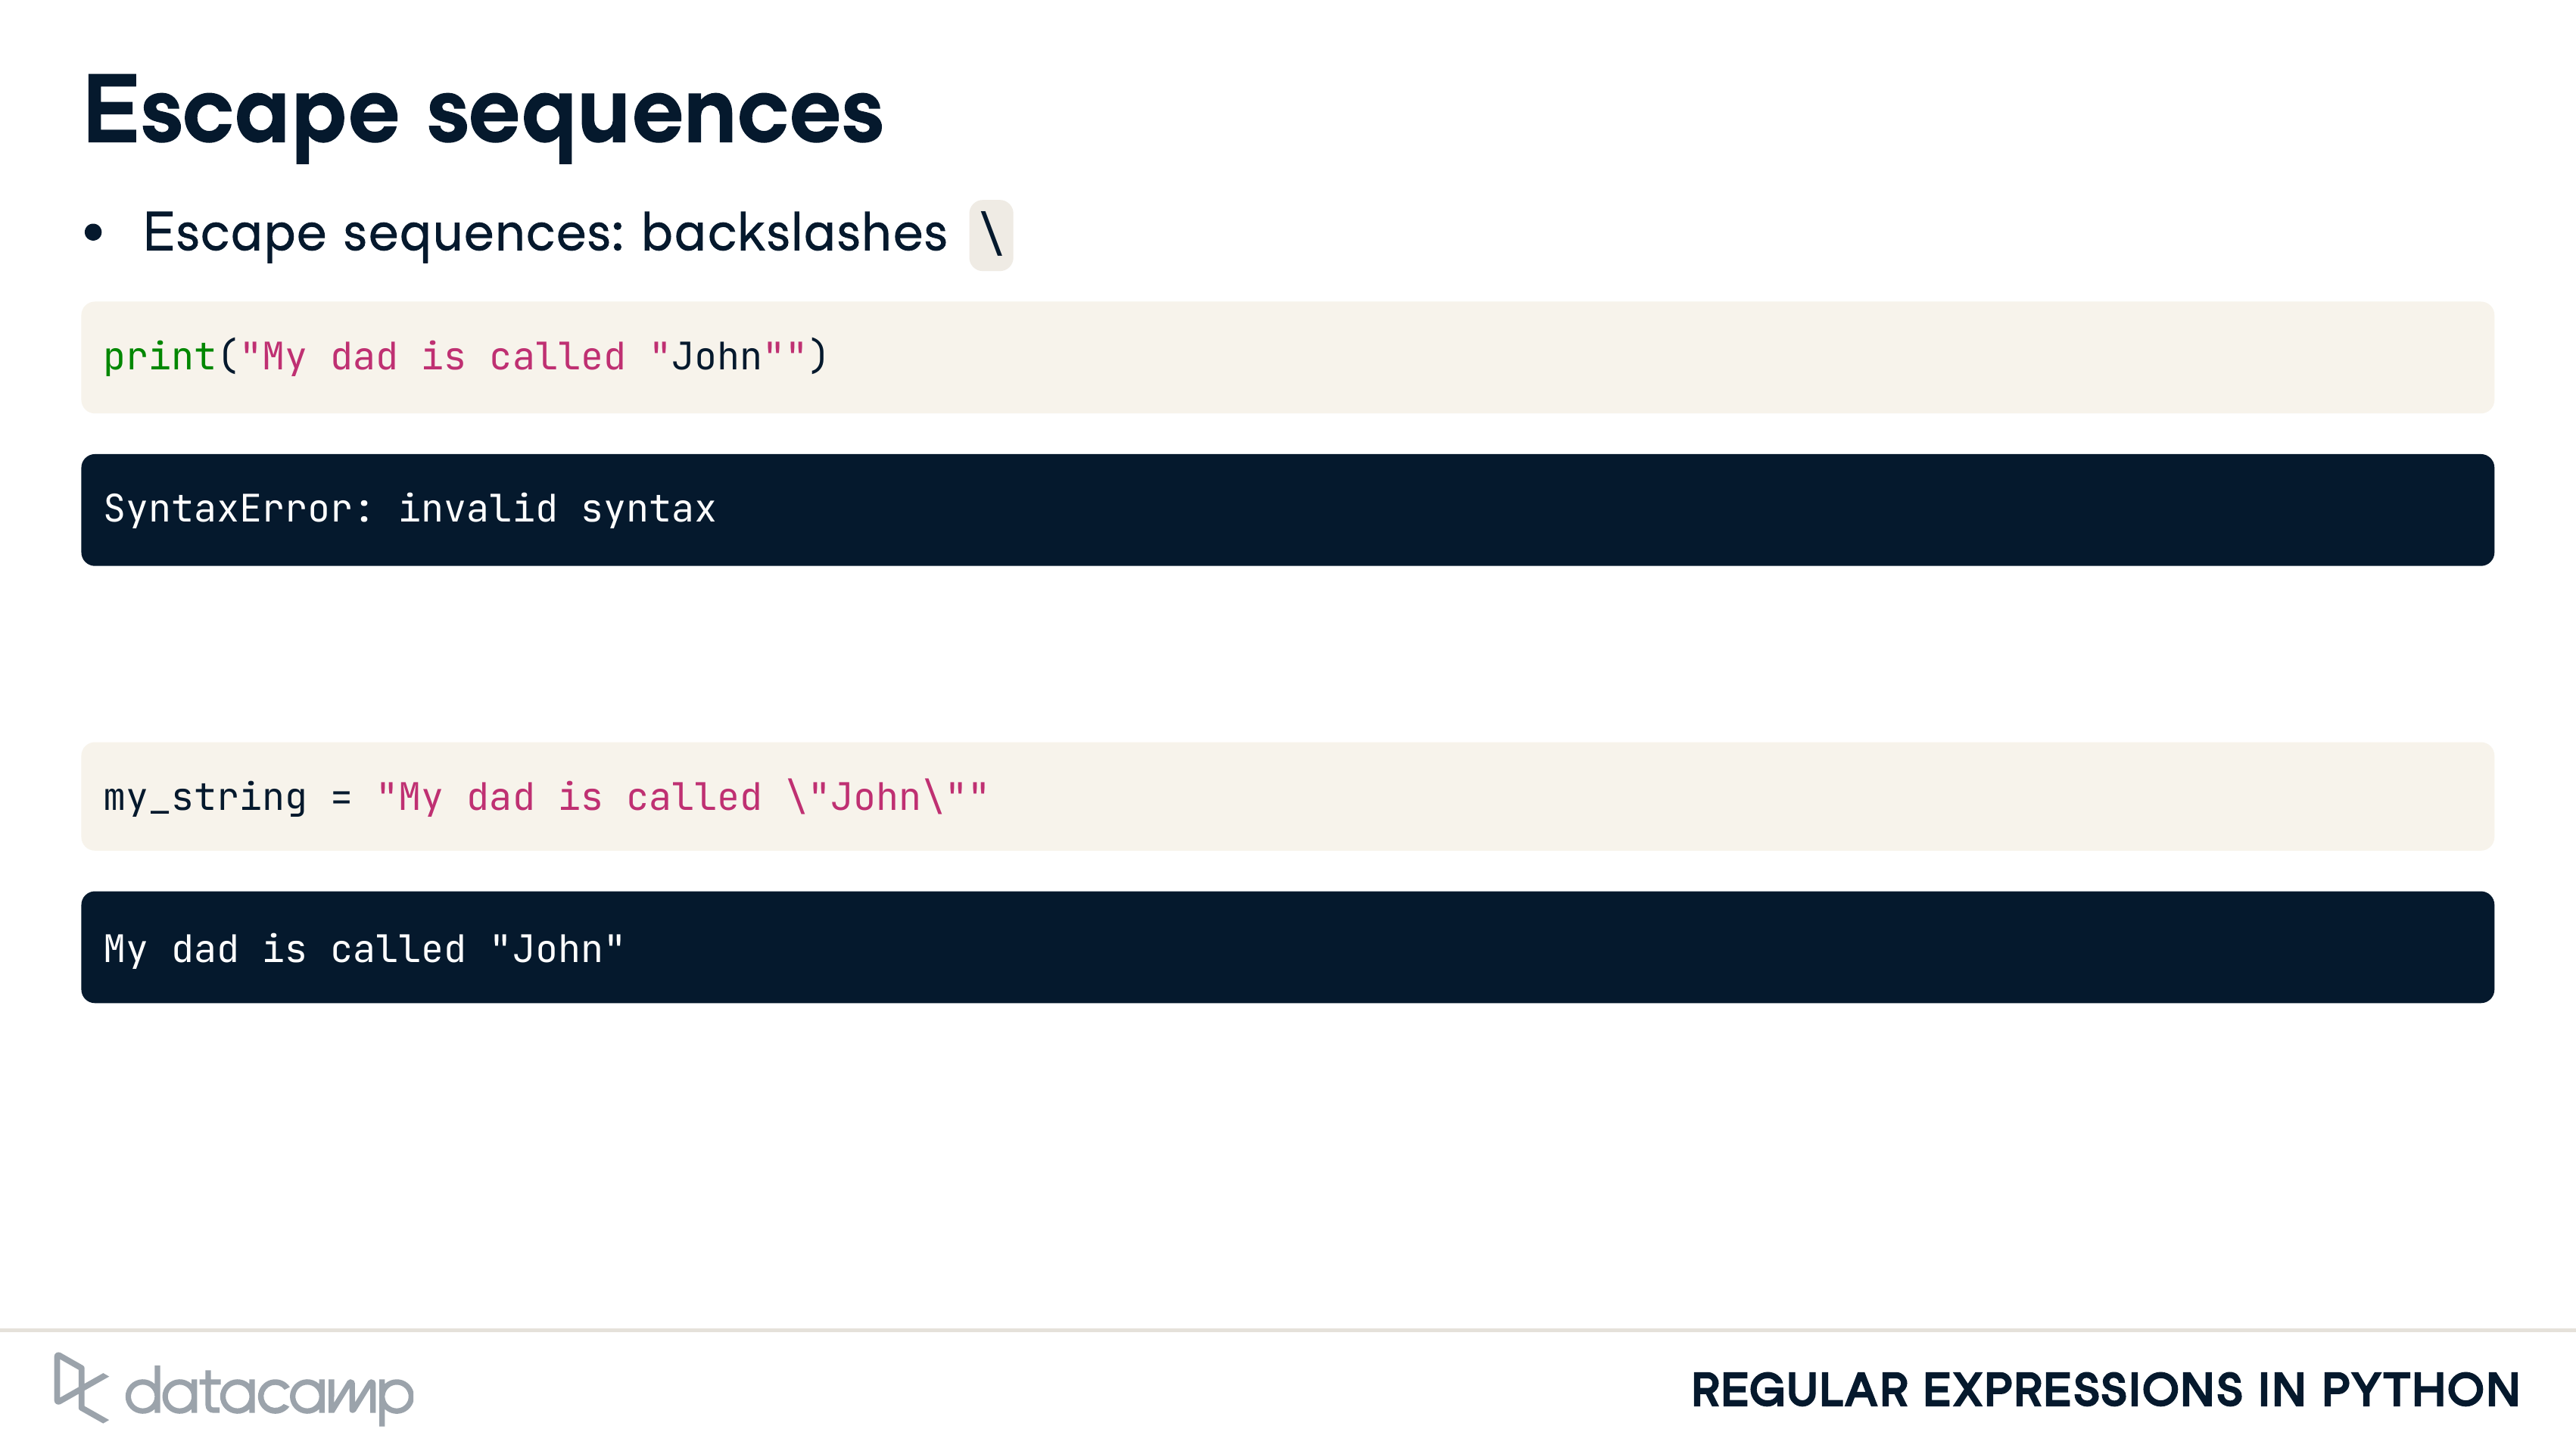 Escape sequences
• Escape sequences: backslashes \
print("My dad is called "John"")
SyntaxError: invalid syntax
my_string = "My dad is called \"John\""
My dad is called "John"
datacamp
REGULAR EXPRESSIONS IN PYTHON